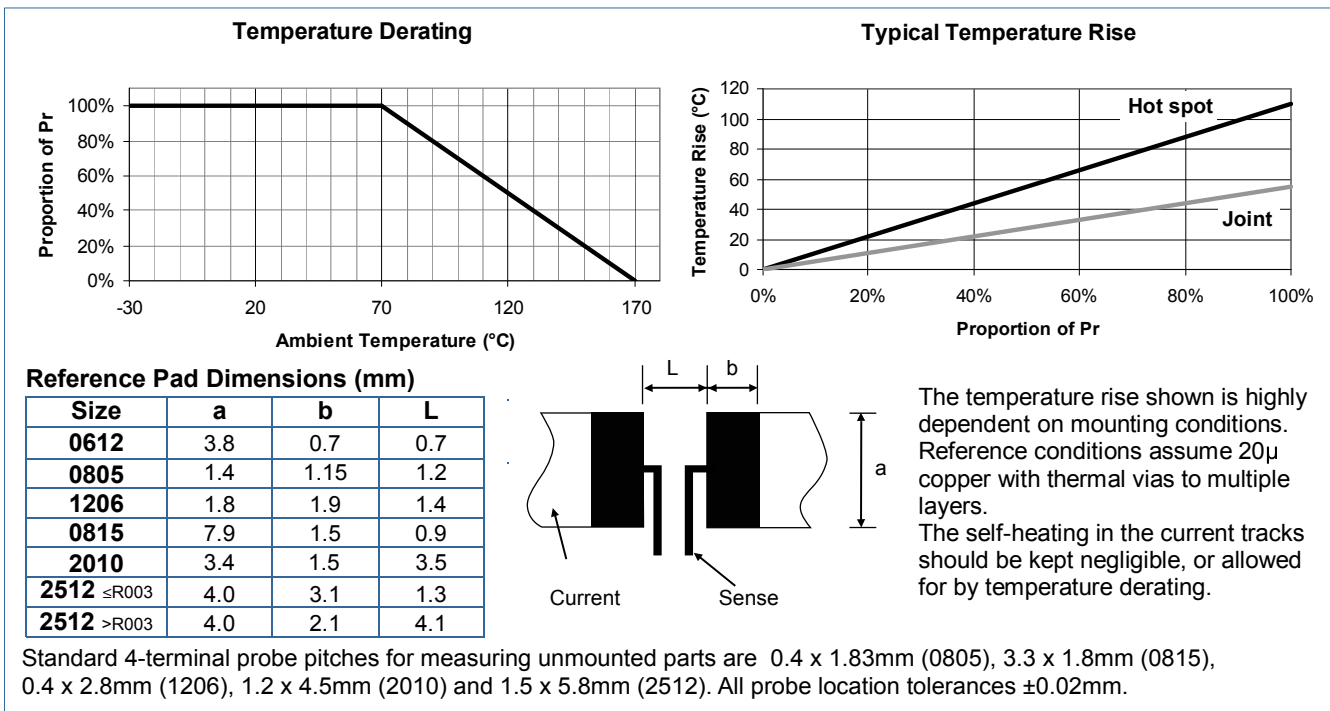 Temperature Derating
Proportion of Pr
100%
80%
60%
40%
20%
0%
-30 20 70 120 170
Ambient Temperature (°C)
Typical Temperature Rise
Temperature Rise (°C)
120
100
80
60
40
20
0
Hot spot
Joint
0% 20% 40% 60% 80% 100%
Proportion of Pr
Reference Pad Dimensions (mm)
Size a b L
0612 3.8 0.7 0.7
0805 1.4 1.15 1.2
1206 1.8 1.9 1.4
0815 7.9 1.5 0.9
2010 3.4 1.5 3.5
2512 ≤R003 4.0 3.1 1.3
2512 >R003 4.0 2.1 4.1
L b
a
Current Sense
The temperature rise shown is highly
dependent on mounting conditions.
Reference conditions assume 20µ
copper with thermal vias to multiple
layers.
The self-heating in the current tracks
should be kept negligible, or allowed
for by temperature derating.
Standard 4-terminal probe pitches for measuring unmounted parts are 0.4 x 1.83mm (0805), 3.3 x 1.8mm (0815),
0.4 x 2.8mm (1206), 1.2 x 4.5mm (2010) and 1.5 x 5.8mm (2512). All probe location tolerances ±0.02mm.